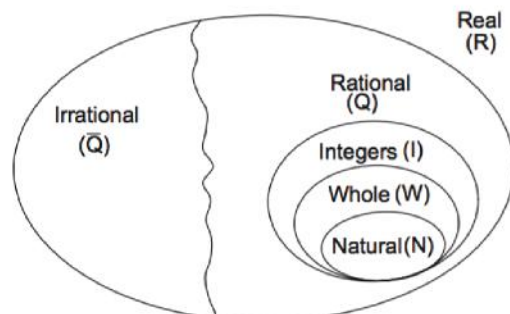 Real
(R)
Rational
(Q)
Irrational
(Q̅)
Integers (I)
Whole (W)
Natural (N)